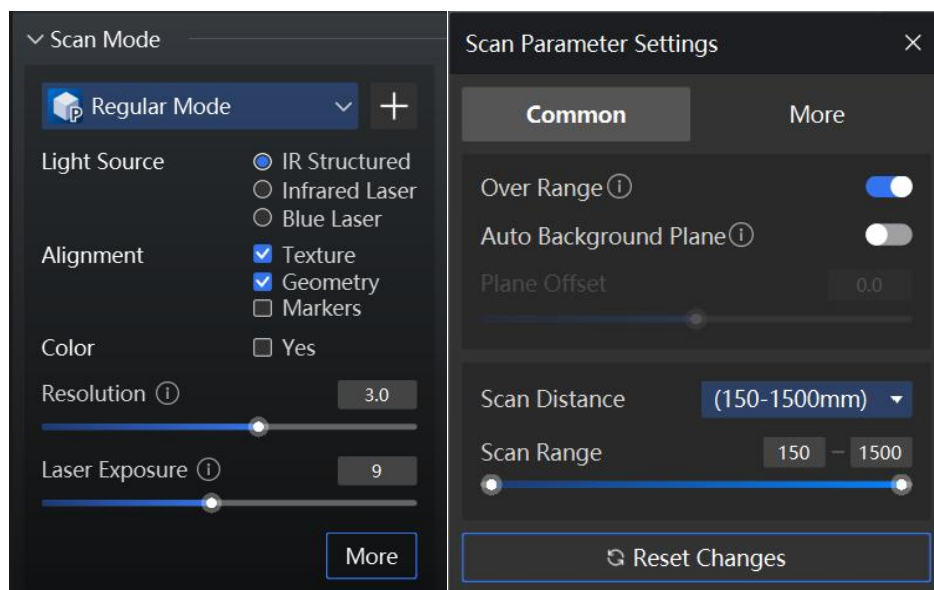 Scan Mode
P Regular Mode
Light Source
IR Structured
Infrared Laser
Blue Laser
Alignment
Texture
Geometry
Markers
Color
Yes
Resolution
3.0
Laser Exposure
9
More
Scan Parameter Settings
Common More
Over Range
Auto Background Plane
Plane Offset 0.0
Scan Distance (150-1500mm)
Scan Range 150 – 1500
Reset Changes